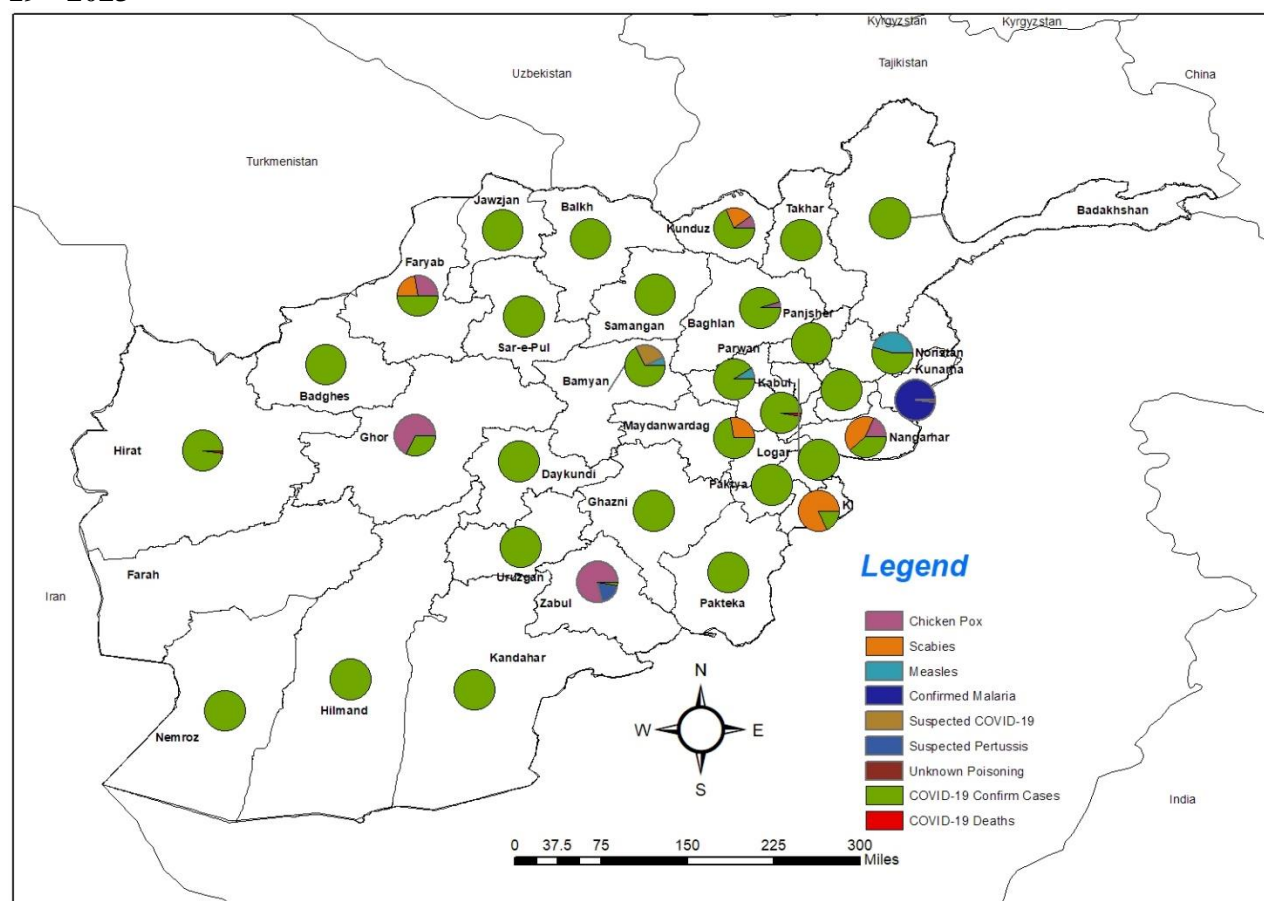 Kyrgyzstan
Kyrgyzstan
Uzbekistan
Tajikistan
China
Turkmenistan
Jawzjan
Balkh
Kunduz
Takhar
Badakhshan
Faryab
Samangan
Baghlan
Panjsher
Sar-e-Pul
Parwan
Noristan
Bamyan
Kabul
Kunarha
Badghes
Maydanwardag
Ghor
Nangarhar
Hirat
Logar
Daykundi
Paktya
Ghazni
K
Farah
Uruzgan
Iran
Zabul
Pakteka
Kandahar
Hilmand
Nemroz
India
N
W
E
S
Legend
Chicken Pox
Scabies
Measles
Confirmed Malaria
Suspected COVID-19
Suspected Pertussis
Unknown Poisoning
COVID-19 Confirm Cases
COVID-19 Deaths
0 37.5 75 150 225 300
Miles